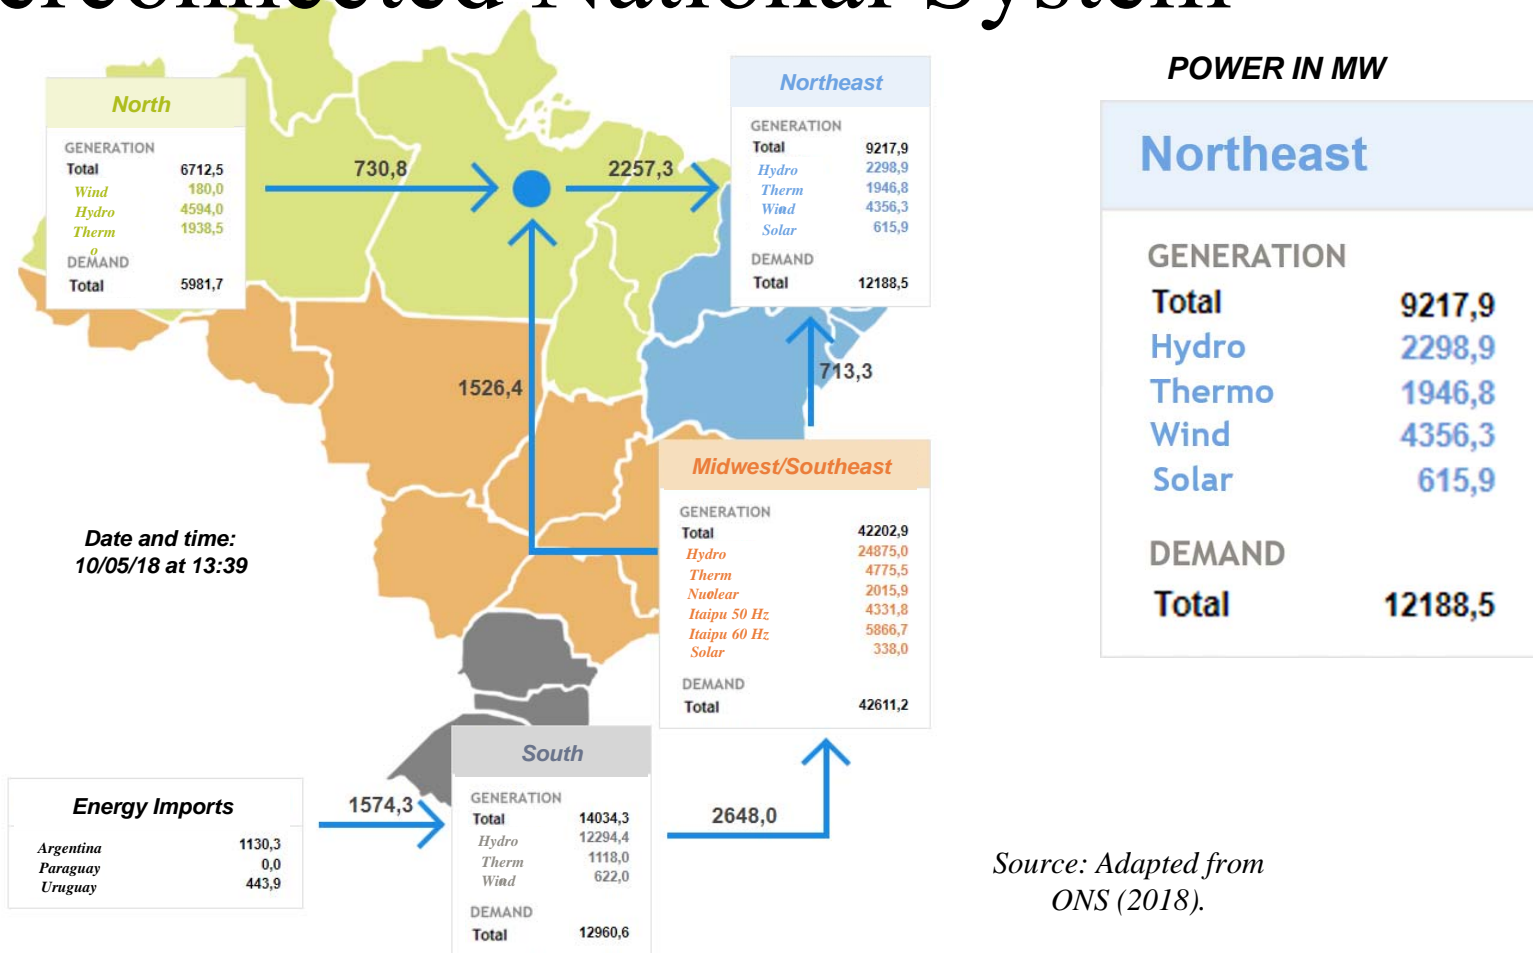 National System
POWER IN MW
North
GENERATION
Total 6712,5
Wind 180,0
Hydro 4594,0
Therm 1938,5
o
DEMAND
Total 5981,7
730,8
2257,3
Northeast
GENERATION
Total 9217,9
Hydro 2298,9
Therm 1946,8
Wind 4356,3
Solar 615,9
DEMAND
Total 12188,5
Northeast
GENERATION
Total 9217,9
Hydro 2298,9
Thermo 1946,8
Wind 4356,3
Solar 615,9
DEMAND
Total 12188,5
1526,4
713,3
Date and time:
10/05/18 at 13:39
Midwest/Southeast
GENERATION
Total 42202,9
Hydro 24875,0
Therm 4775,5
Nuclear 2015,9
Itaipu 50 Hz 4331,8
Itaipu 60 Hz 5866,7
Solar 338,0
DEMAND
Total 42611,2
Energy Imports
Argentina 1130,3
Paraguay 0,0
Uruguay 443,9
1574,3
South
GENERATION
Total 14034,3
Hydro 12294,4
Therm 1118,0
Wind 622,0
DEMAND
Total 12960,6
2648,0
Source: Adapted from
ONS (2018).